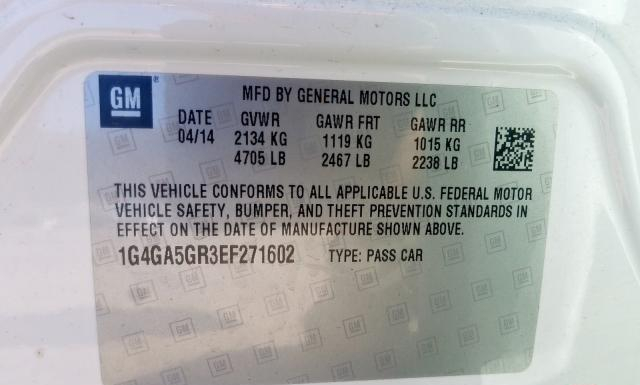 GM ®
MFD BY GENERAL MOTORS LLC
DATE GVWR GAWR FRT GAWR RR
04/14 2134 KG 1119 KG 1015 KG
4705 LB 2467 LB 2238 LB
THIS VEHICLE CONFORMS TO ALL APPLICABLE U.S. FEDERAL MOTOR
VEHICLE SAFETY, BUMPER, AND THEFT PREVENTION STANDARDS IN
EFFECT ON THE DATE OF MANUFACTURE SHOWN ABOVE.
1G4GA5GR3EF271602 TYPE: PASS CAR